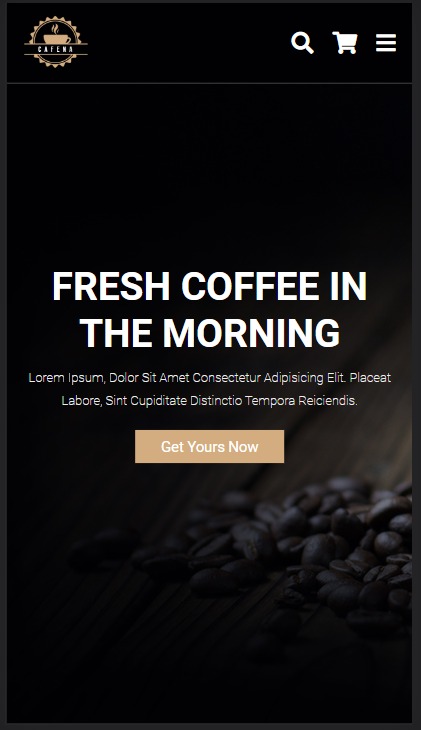 CAFENA
FRESH COFFEE IN
THE MORNING
Lorem Ipsum, Dolor Sit Amet Consectetur Adipisicing Elit. Placeat
Labore, Sint Cupiditate Distinctio Tempora Reiciendis.
Get Yours Now